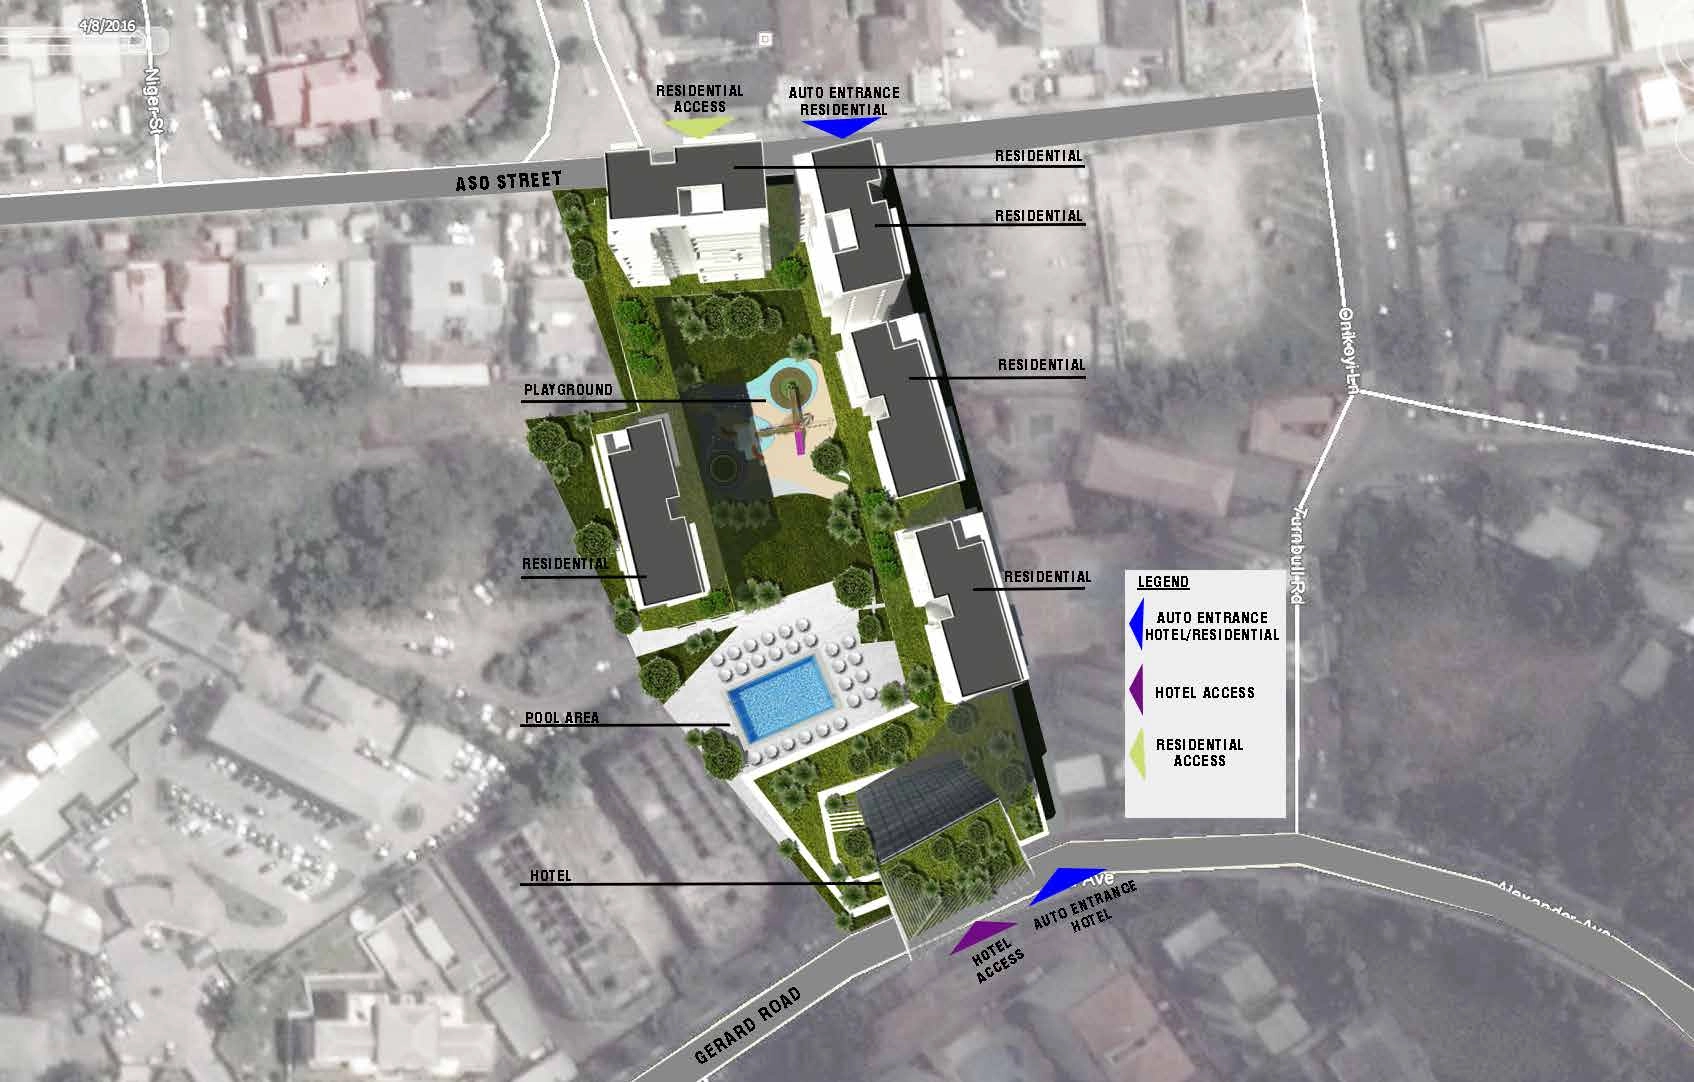 4/8/2016
Niger St
RESIDENTIAL
ACCESS
AUTO ENTRANCE
RESIDENTIAL
RESIDENTIAL
ASO STREET
RESIDENTIAL
Onikoyi Ln
RESIDENTIAL
PLAYGROUND
RESIDENTIAL
RESIDENTIAL
Turnbull Rd
LEGEND
AUTO ENTRANCE
HOTEL/RESIDENTIAL
HOTEL ACCESS
RESIDENTIAL
ACCESS
POOL AREA
HOTEL
Ave
Alexander Ave
AUTO ENTRANCE
HOTEL
HOTEL
ACCESS
GERARD ROAD